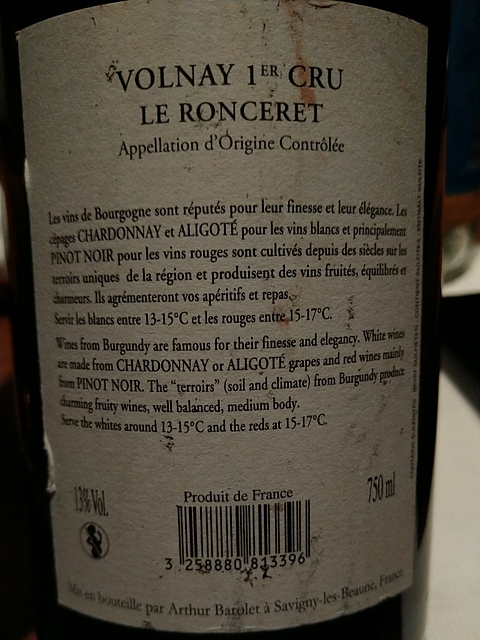 VOLNAY 1ER CRU
LE RONCERET
Appellation d'Origine Contrôlée
Les vins de Bourgogne sont réputés pour leur finesse et leur élégance. Les
cépages CHARDONNAY et ALIGOTÉ pour les vins blancs et principalement
PINOT NOIR pour les vins rouges sont cultivés depuis des siècles sur les
terroirs uniques de la région et produisent des vins fruités, équilibrés et
charmeurs. Ils agrémenteront vos apéritifs et repas.
Servir les blancs entre 13-15°C et les rouges entre 15-17°C.
Wines from Burgundy are famous for their finesse and elegancy. White wines
are made from CHARDONNAY or ALIGOTÉ grapes and red wines mainly
from PINOT NOIR. The "terroirs" (soil and climate) from Burgundy produce
charming fruity wines, well balanced, medium body.
Serve the whites around 13-15°C and the reds at 15-17°C.
13% Vol.
Produit de France
750 ml
3 258880 813396
Mis en bouteille par Arthur Barolet à Savigny-les-Beaune, France